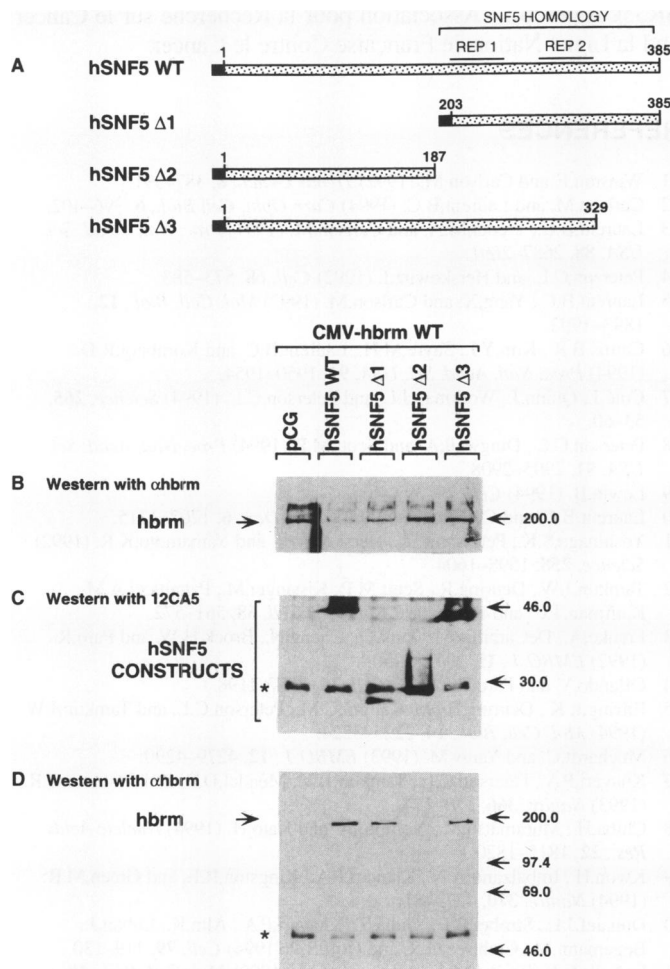 SNF5 HOMOLOGY
REP 1 REP 2
A
hSNF5 WT 1 385
hSNF5 Δ1 203 385
hSNF5 Δ2 1 187
hSNF5 Δ3 1 329
CMV-hbrm WT
pCG hSNF5 WT hSNF5 Δ1 hSNF5 Δ2 hSNF5 Δ3
B Western with αhbrm
hbrm 200.0
C Western with 12CA5
46.0
hSNF5
CONSTRUCTS
30.0
*
D Western with αhbrm
hbrm 200.0
97.4
69.0
*
46.0